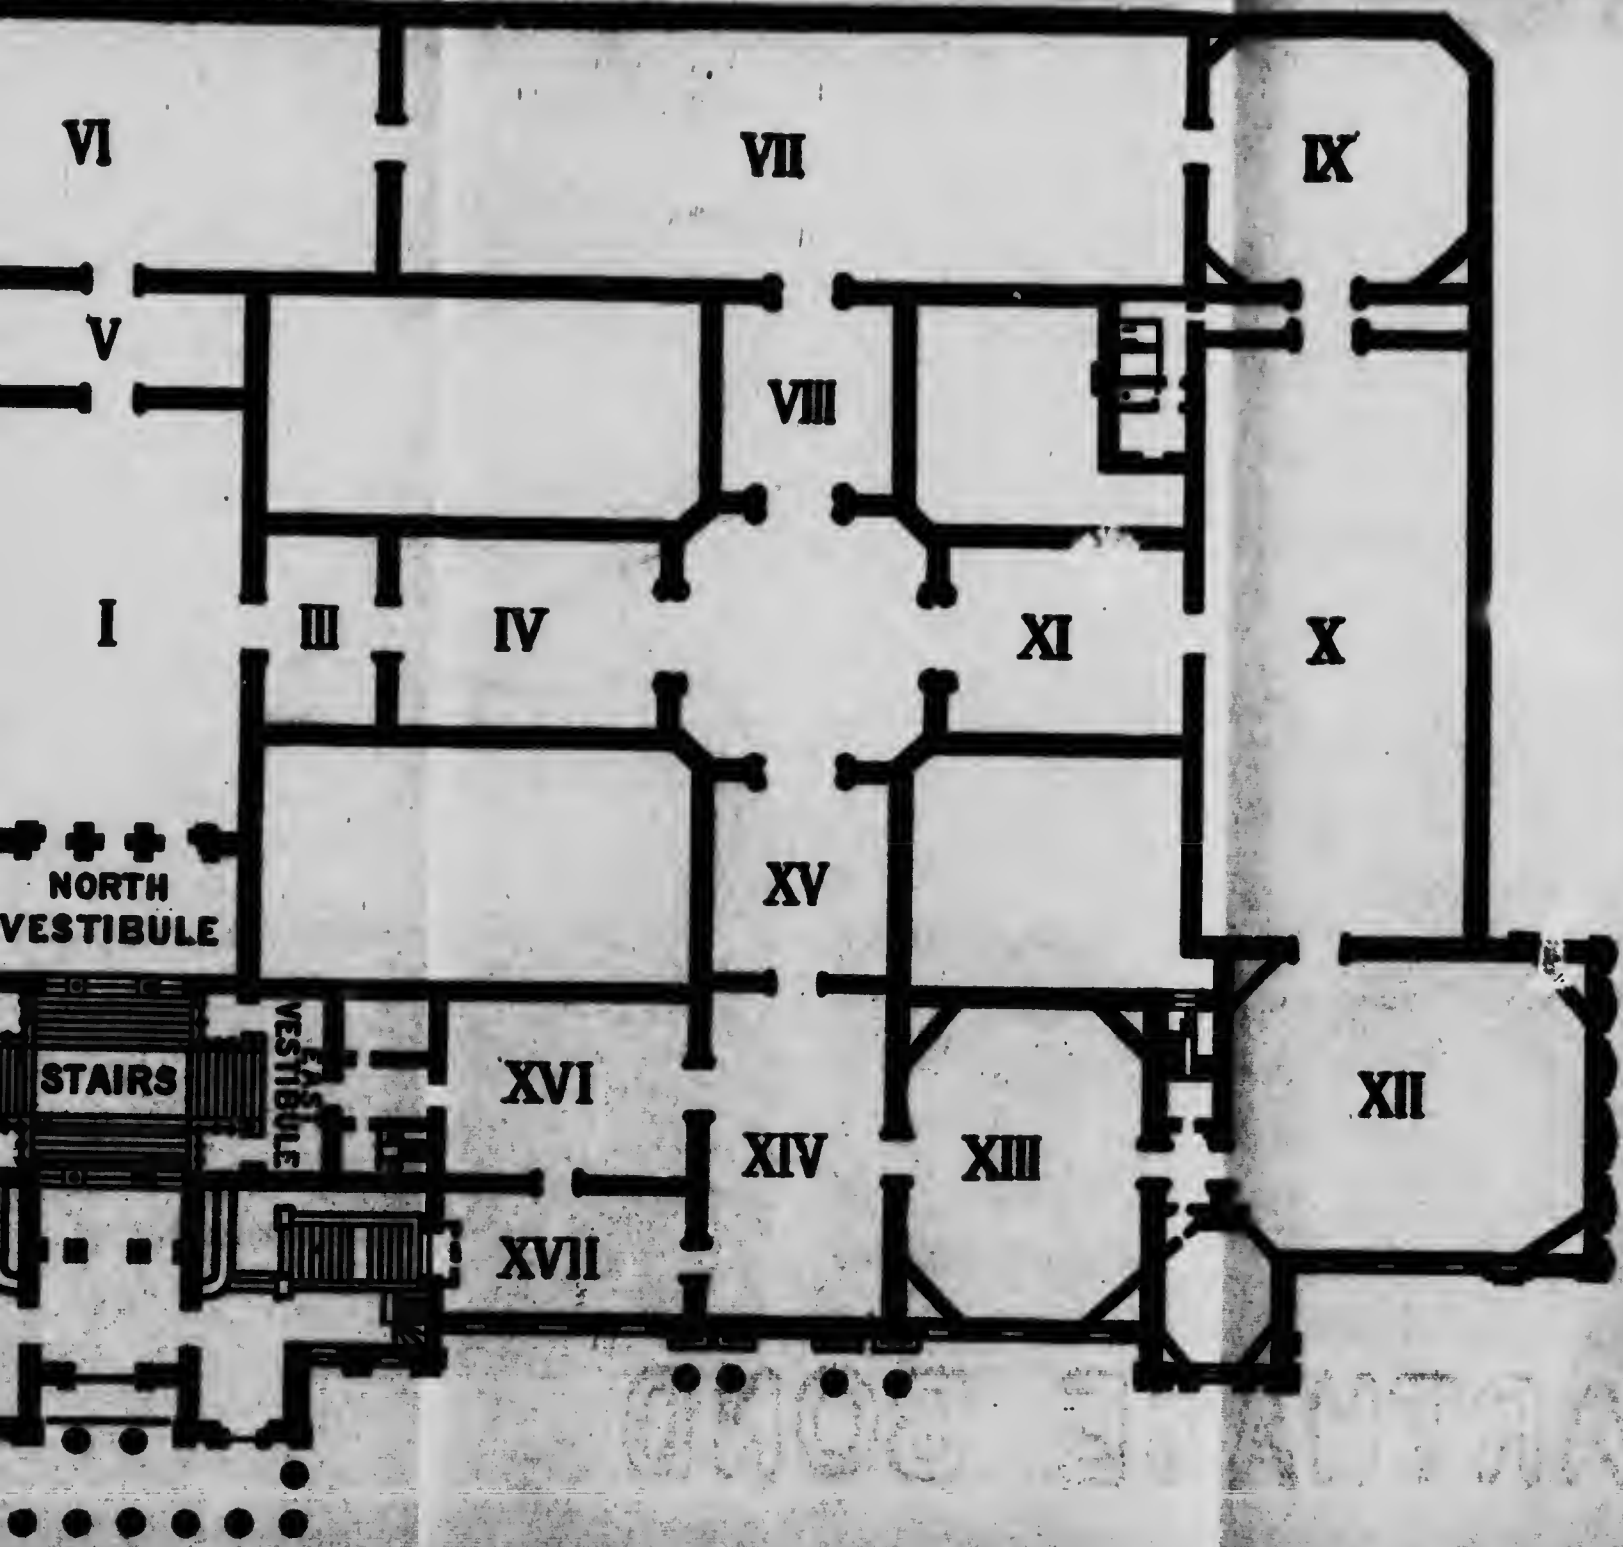 VI
VII
IX
V
VIII
I
III
IV
XI
X
XV
NORTH
VESTIBULE
EAST
VESTIBULE
STAIRS
XVI
XII
XIV
XIII
XVII